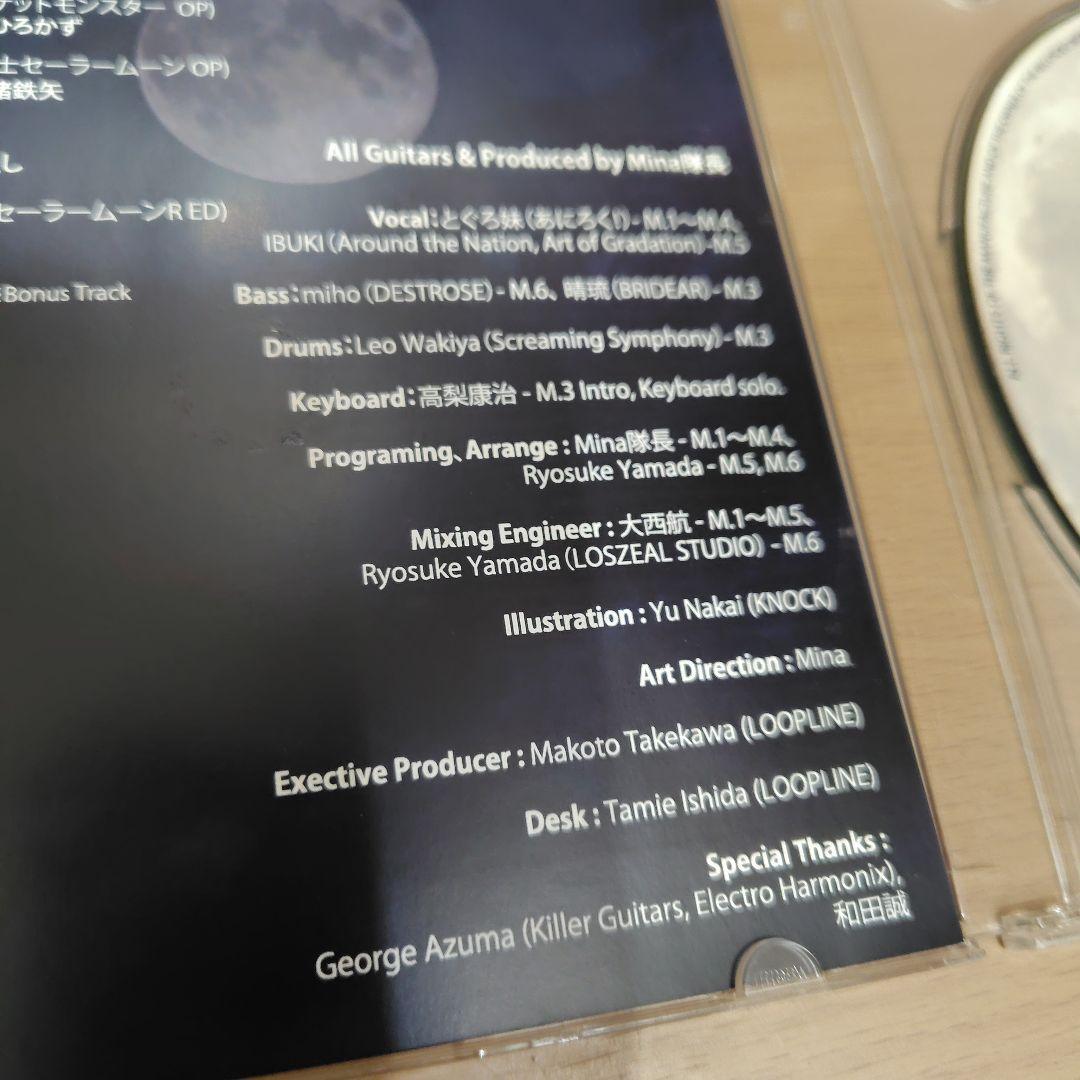 ケットモンスター OP)
ひろかず
士セーラームーン OP)
鉄矢
し
セーラームーンR ED)
Bonus Track
All Guitars & Produced by Mina隊長
Vocal：とぐろ妹（あにろく!）- M.1〜M.4、
IBUKI（Around the Nation, Art of Gradation）-M.5
Bass：miho（DESTROSE）- M.6、晴琉（BRIDEAR）- M.3
Drums：Leo Wakiya（Screaming Symphony）- M.3
Keyboard：高梨康治 - M.3 Intro, Keyboard solo.
Programing、Arrange : Mina隊長 - M.1〜M.4、
Ryosuke Yamada - M.5, M.6
Mixing Engineer : 大西航 - M.1〜M.5、
Ryosuke Yamada（LOSZEAL STUDIO）- M.6
Illustration : Yu Nakai (KNOCK)
Art Direction : Mina
Exective Producer : Makoto Takekawa (LOOPLINE)
Desk : Tamie Ishida (LOOPLINE)
Special Thanks :
George Azuma (Killer Guitars, Electro Harmonix),
和田誠